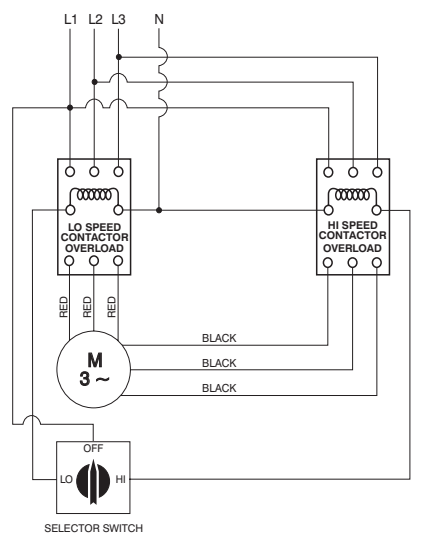 L1 L2 L3 N
LO SPEED
CONTACTOR
OVERLOAD
HI SPEED
CONTACTOR
OVERLOAD
RED RED RED
BLACK
BLACK
BLACK
M
3 ~
OFF
LO HI
SELECTOR SWITCH